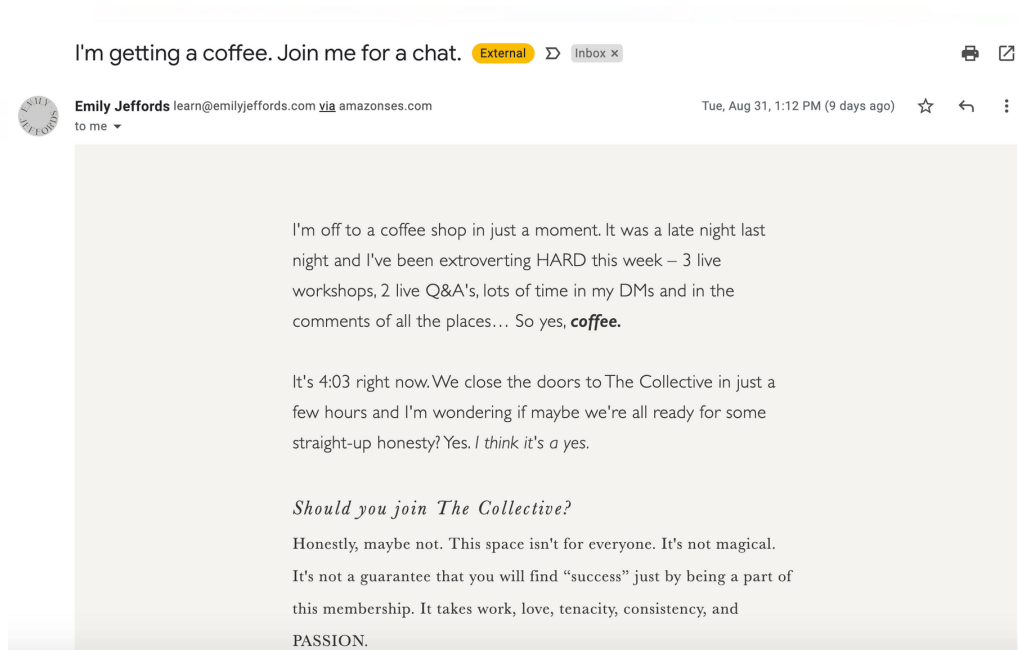 I'm getting a coffee. Join me for a chat. External Inbox ×
EMILY JEFFORDS
Emily Jeffords learn@emilyjeffords.com via amazonses.com Tue, Aug 31, 1:12 PM (9 days ago)
to me
I'm off to a coffee shop in just a moment. It was a late night last
night and I've been extroverting HARD this week – 3 live
workshops, 2 live Q&A's, lots of time in my DMs and in the
comments of all the places… So yes, coffee.
It's 4:03 right now. We close the doors to The Collective in just a
few hours and I'm wondering if maybe we're all ready for some
straight-up honesty? Yes. I think it's a yes.
Should you join The Collective?
Honestly, maybe not. This space isn't for everyone. It's not magical.
It's not a guarantee that you will find “success” just by being a part of
this membership. It takes work, love, tenacity, consistency, and
PASSION.